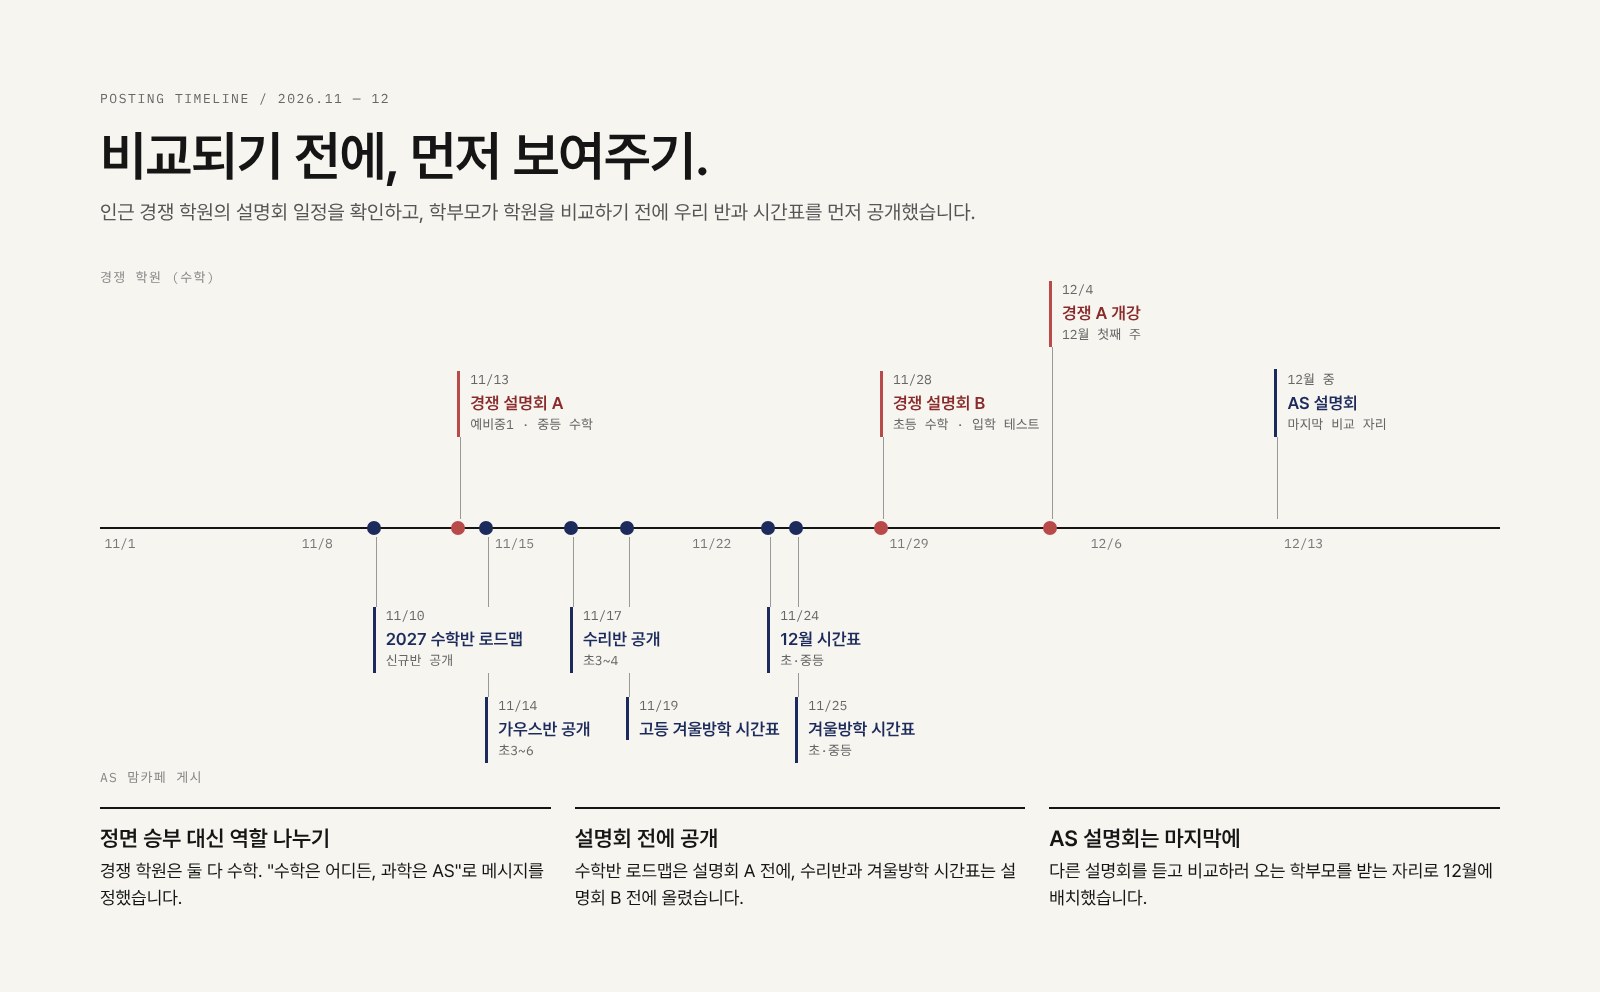 POSTING TIMELINE / 2026.11 — 12
비교되기 전에, 먼저 보여주기.
인근 경쟁 학원의 설명회 일정을 확인하고, 학부모가 학원을 비교하기 전에 우리 반과 시간표를 먼저 공개했습니다.
경쟁 학원 (수학)
12/4
경쟁 A 개강
12월 첫째 주
11/13
경쟁 설명회 A
예비중1 · 중등 수학
11/28
경쟁 설명회 B
초등 수학 · 입학 테스트
12월 중
AS 설명회
마지막 비교 자리
11/1
11/8
11/15
11/22
11/29
12/6
12/13
11/10
2027 수학반 로드맵
신규반 공개
11/17
수리반 공개
초3~4
11/24
12월 시간표
초·중등
11/14
가우스반 공개
초3~6
11/19
고등 겨울방학 시간표
11/25
겨울방학 시간표
초·중등
AS 맘카페 게시
정면 승부 대신 역할 나누기
경쟁 학원은 둘 다 수학. "수학은 어디든, 과학은 AS"로 메시지를
정했습니다.
설명회 전에 공개
수학반 로드맵은 설명회 A 전에, 수리반과 겨울방학 시간표는 설
명회 B 전에 올렸습니다.
AS 설명회는 마지막에
다른 설명회를 듣고 비교하러 오는 학부모를 받는 자리로 12월에
배치했습니다.